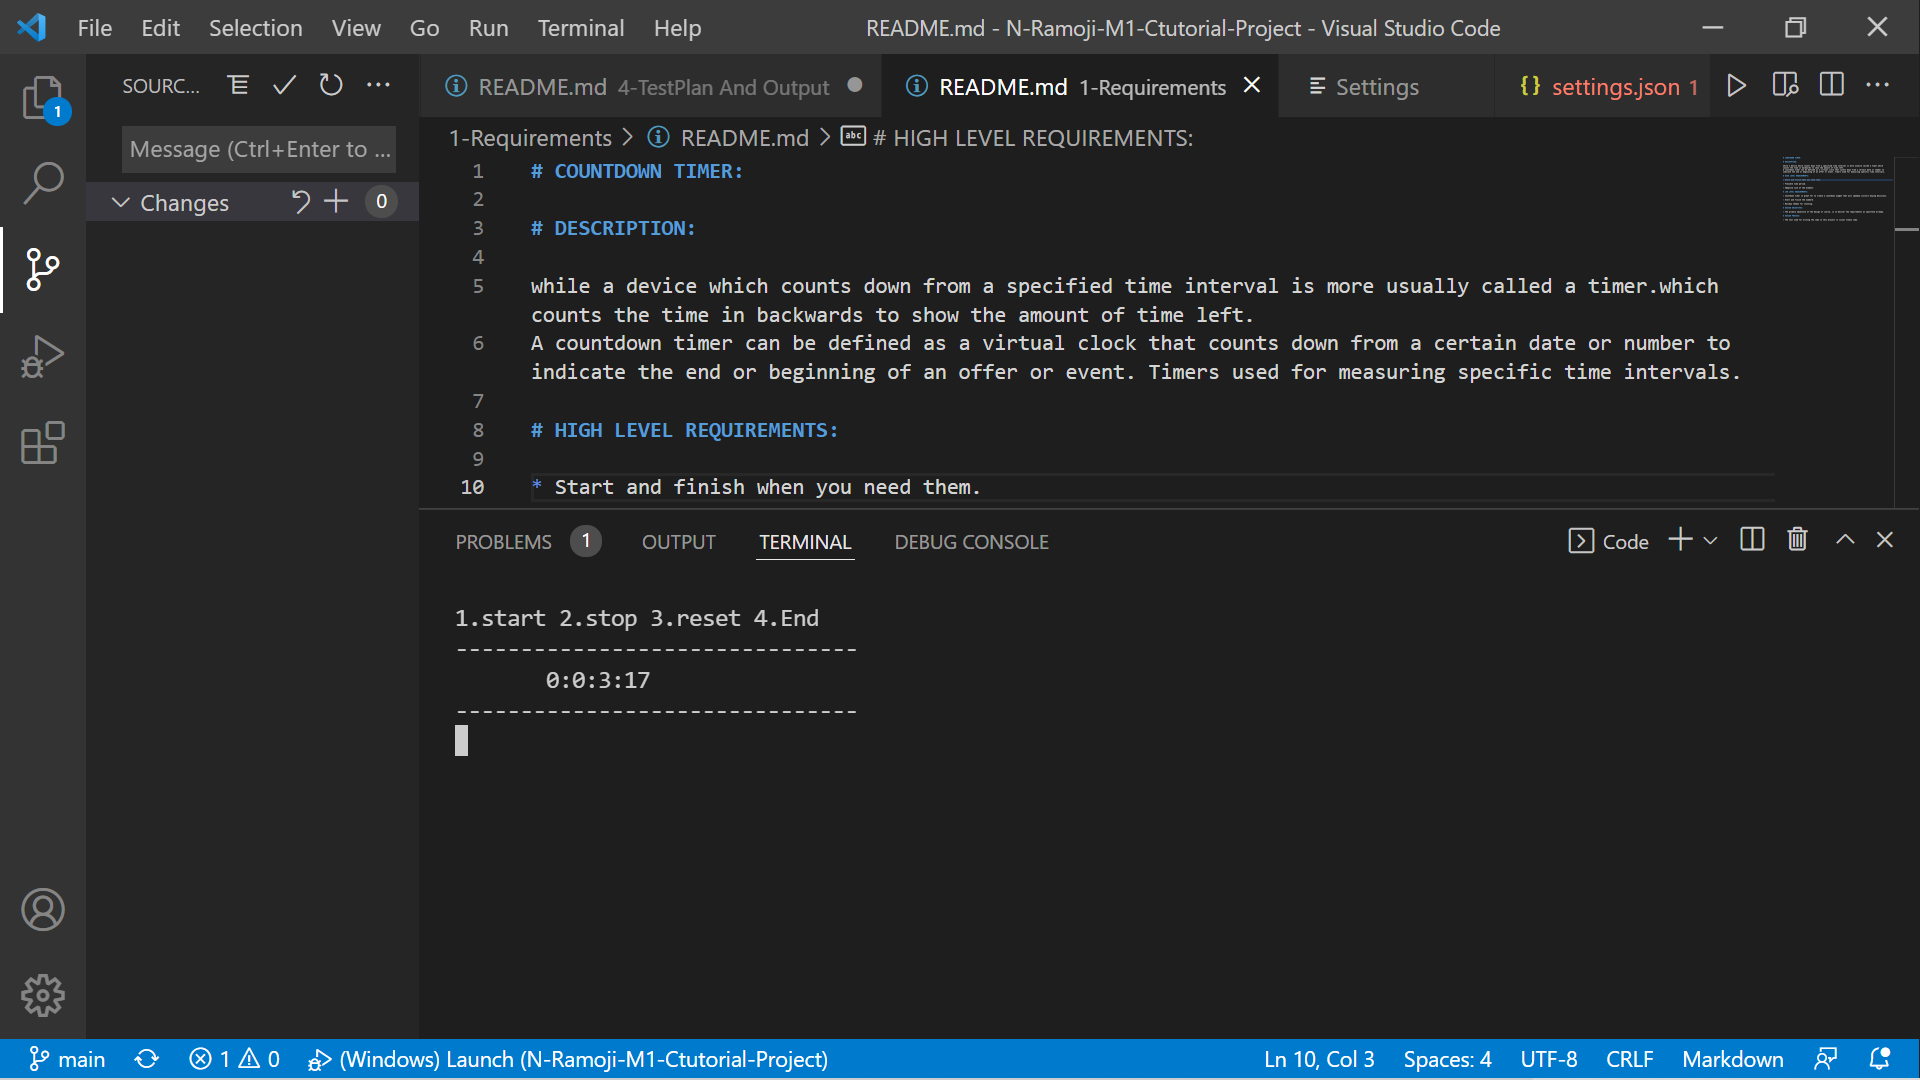 File Edit Selection View Go Run Terminal Help
README.md - N-Ramoji-M1-Ctutorial-Project - Visual Studio Code
1
SOURC...
Message (Ctrl+Enter to ...
Changes 0
README.md 4-TestPlan And Output
README.md 1-Requirements
Settings
{} settings.json 1
1-Requirements > README.md > abc # HIGH LEVEL REQUIREMENTS:
1 # COUNTDOWN TIMER:
2
3 # DESCRIPTION:
4
5 while a device which counts down from a specified time interval is more usually called a timer.which
counts the time in backwards to show the amount of time left.
6 A countdown timer can be defined as a virtual clock that counts down from a certain date or number to
indicate the end or beginning of an offer or event. Timers used for measuring specific time intervals.
7
8 # HIGH LEVEL REQUIREMENTS:
9
10 * Start and finish when you need them.
PROBLEMS 1 OUTPUT TERMINAL DEBUG CONSOLE
Code
1.start 2.stop 3.reset 4.End
-------------------------------
0:0:3:17
-------------------------------
main 1 0 (Windows) Launch (N-Ramoji-M1-Ctutorial-Project)
Ln 10, Col 3 Spaces: 4 UTF-8 CRLF Markdown